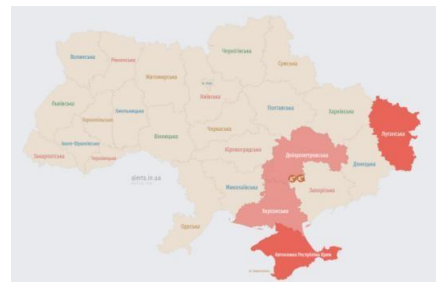 Чернігівська
Волинська
Рівненська
Сумська
Житомирська
Київська
Львівська
Полтавська
Харківська
Тернопільська
Хмельницька
Луганська
Черкаська
Вінницька
Івано-Франківська
Кіровоградська
Дніпропетровська
Закарпатська
Чернівецька
Донецька
alerts.in.ua
Миколаївська
Запорізька
Херсонська
Одеська
Автономна Республіка Крим